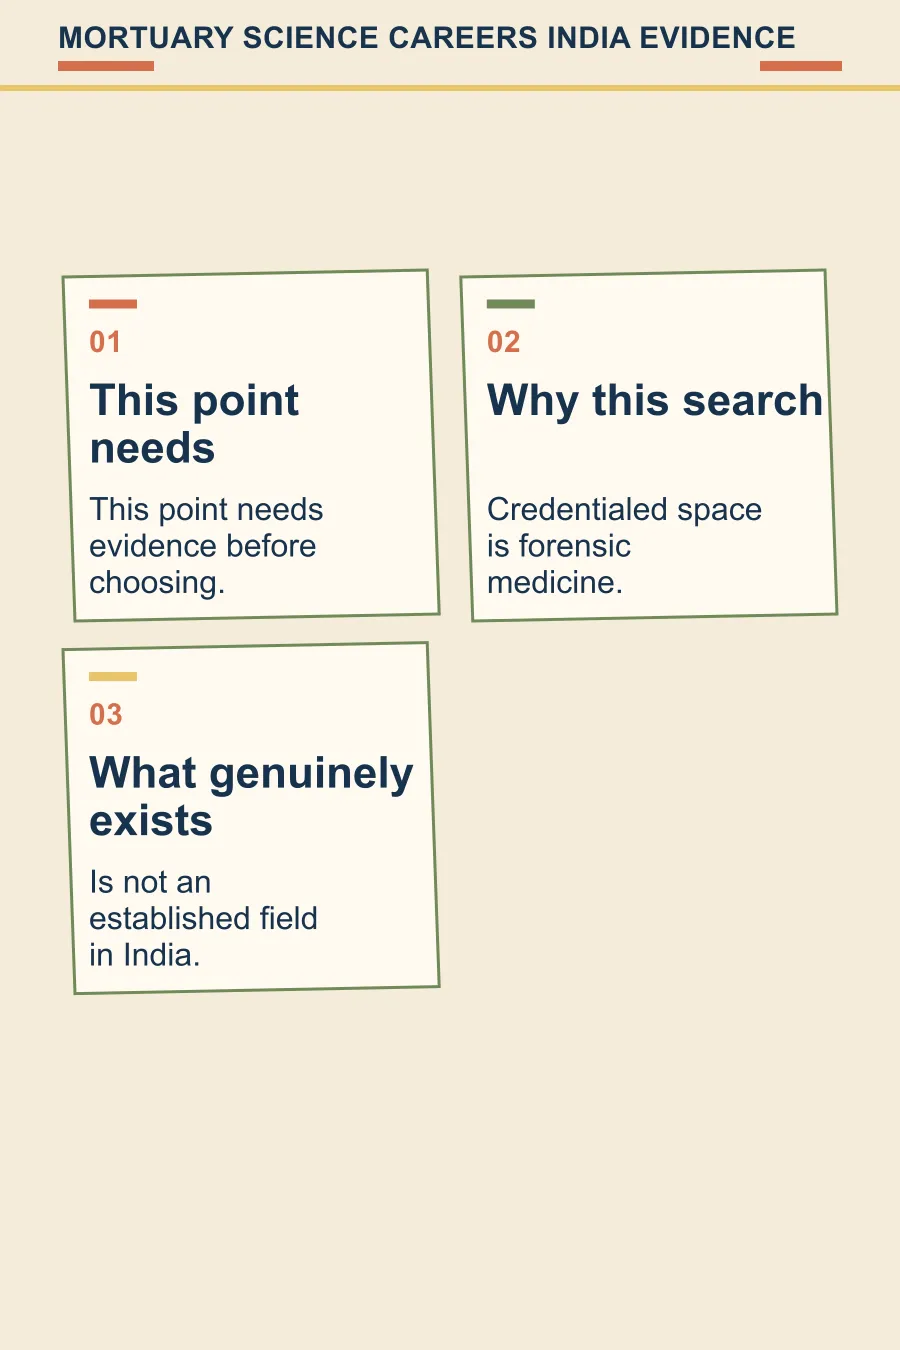 MORTUARY SCIENCE CAREERS INDIA EVIDENCE
01
This point
needs
This point needs
evidence before
choosing.
02
Why this search
Credentialed space
is forensic
medicine.
03
What genuinely
exists
Is not an
established field
in India.